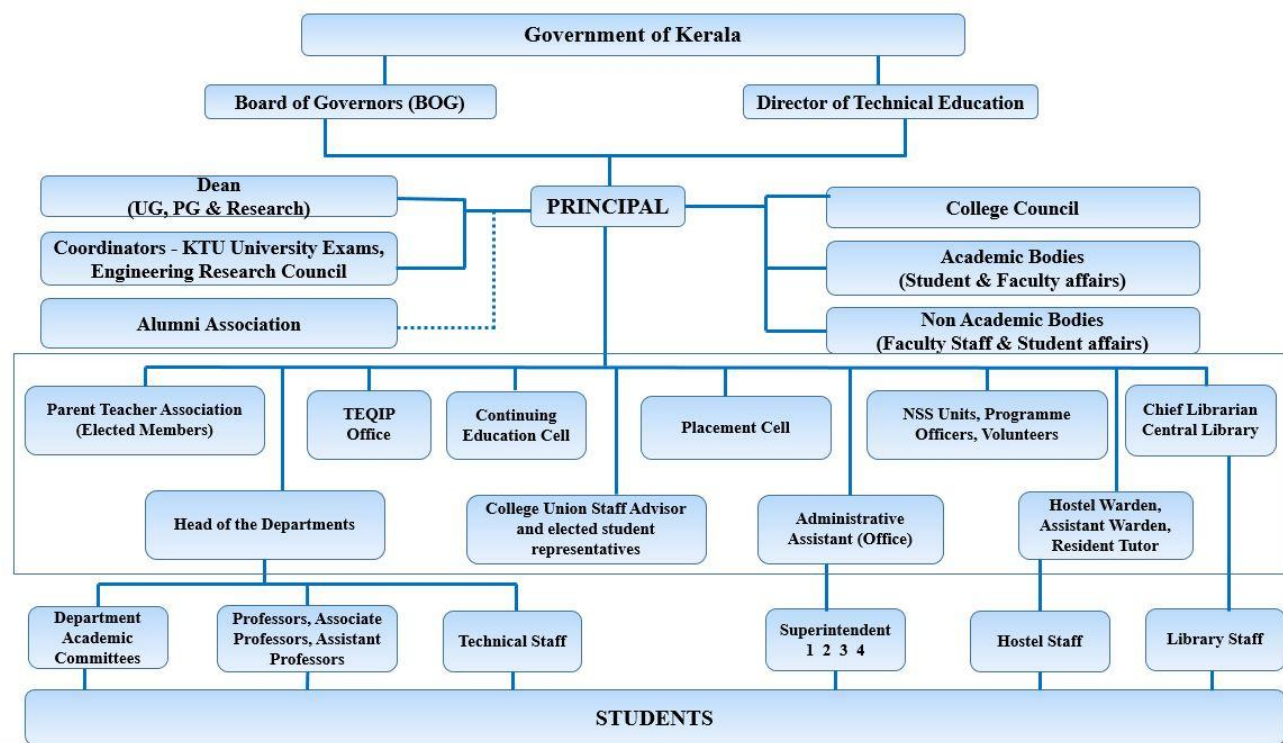 Government of Kerala
Board of Governors (BOG)
Director of Technical Education
Dean
(UG, PG & Research)
PRINCIPAL
College Council
Coordinators - KTU University Exams,
Engineering Research Council
Academic Bodies
(Student & Faculty affairs)
Alumni Association
Non Academic Bodies
(Faculty Staff & Student affairs)
Parent Teacher Association
(Elected Members)
TEQIP
Office
Continuing
Education Cell
Placement Cell
NSS Units, Programme
Officers, Volunteers
Chief Librarian
Central Library
Head of the Departments
College Union Staff Advisor
and elected student
representatives
Administrative
Assistant (Office)
Hostel Warden,
Assistant Warden,
Resident Tutor
Department
Academic
Committees
Professors, Associate
Professors, Assistant
Professors
Technical Staff
Superintendent
1 2 3 4
Hostel Staff
Library Staff
STUDENTS